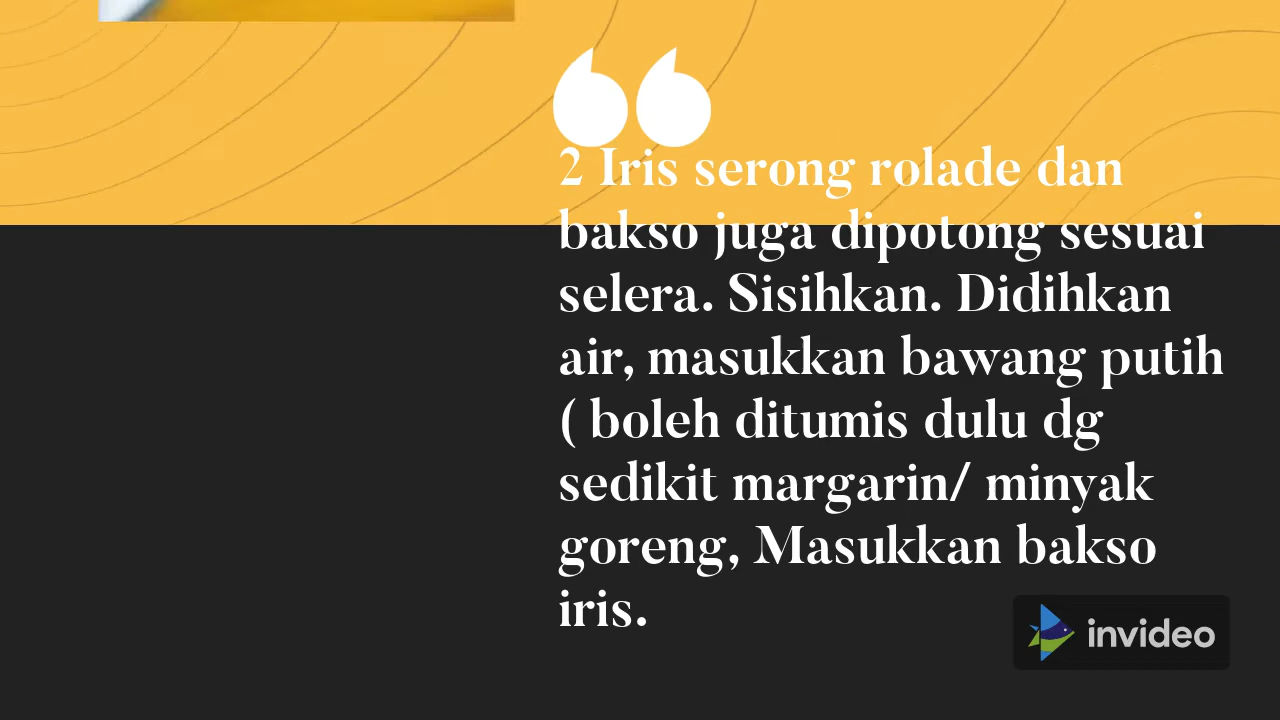 2 Iris serong rolade dan
bakso juga dipotong sesuai
selera. Sisihkan. Didihkan
air, masukkan bawang putih
( boleh ditumis dulu dg
sedikit margarin/ minyak
goreng, Masukkan bakso
iris.
invideo